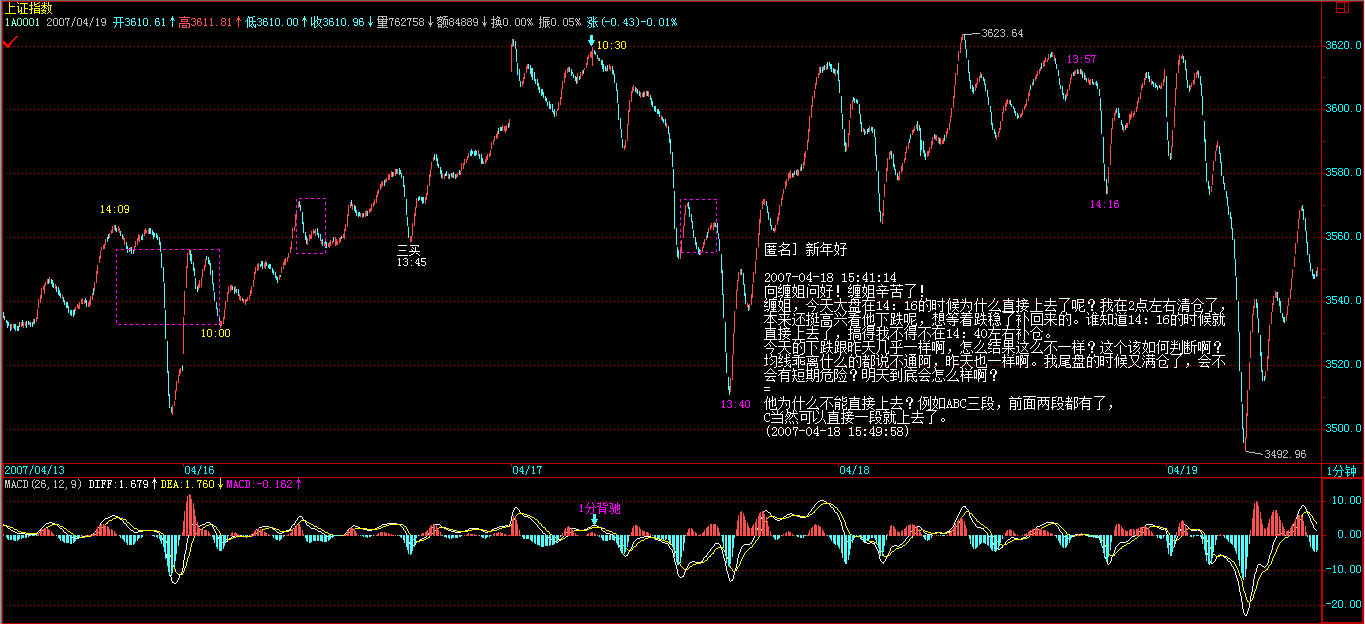 上证指数
1A0001 2007/04/19 开3610.61↑高3611.81↑低3610.00↑收3610.96↓量762758↓额84889↓换0.00% 振0.05% 涨(-0.43)-0.01%
3623.64
10:30
3620.0
13:57
3600.0
3580.0
14:16
14:09
三买
13:45
3560.0
匿名] 新年好
2007-04-18 15:41:14
问缠姐问好! 缠姐辛苦了!
缠姐, 今天大盘在14: 16的时候为什么直接上去了呢? 我在2点左右清仓了,
3540.0
本来还挺高兴看他下跌呢, 想等着跌稳了补回来的。谁知道14: 16的时候就
10:00
直接上去了, 搞得我不得不在14: 40左右补仓。
今天的下跌跟昨天几乎一样啊, 怎么结果这么不一样? 这个该如何判断啊?
均线乖离什么的都说不通阿, 昨天也一样啊。我尾盘的时候又满仓了, 会不
3520.0
会有短期危险? 明天到底会怎么样啊?
=
13:40
他为什么不能直接上去? 例如ABC三段, 前面两段都有了,
C当然可以直接一段就上去了。
(2007-04-18 15:49:58)
3500.0
3492.96
2007/04/13 04/16 04/17 04/18 04/19 1分钟
MACD(26,12,9) DIFF:1.679↑DEA:1.760↓MACD:-0.162↑
10.00
1分背驰
0.00
-10.00
-20.00